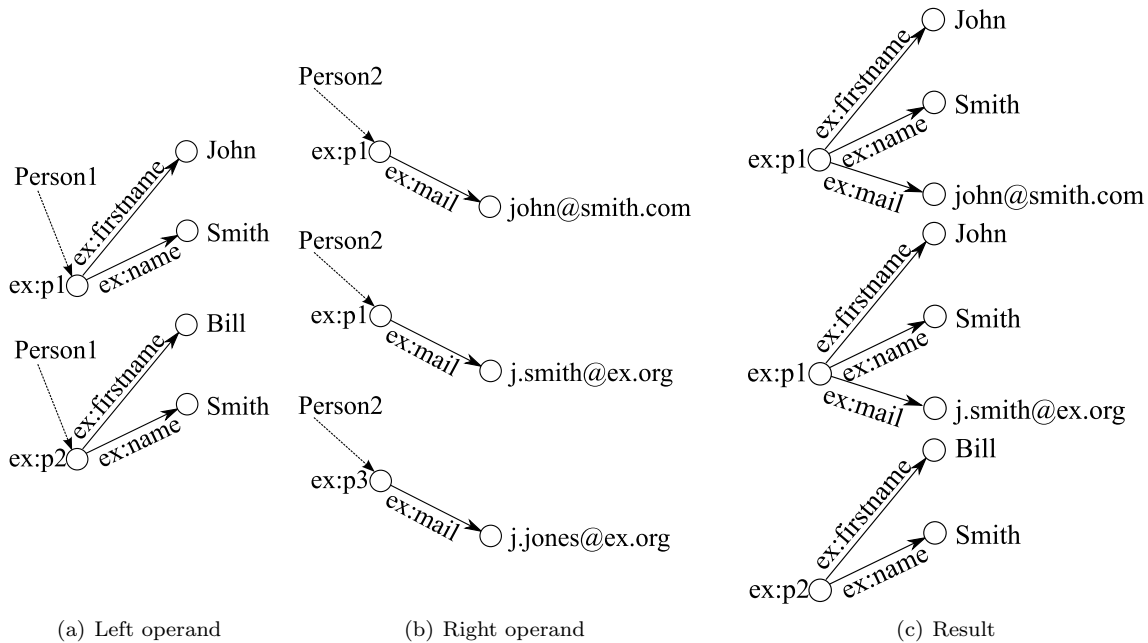 John
Person1
ex:firstname
Smith
ex:name
ex:p1
Bill
Person1
ex:firstname
Smith
ex:name
ex:p2
(a) Left operand
Person2
ex:p1
ex:mail
john@smith.com
Person2
ex:p1
ex:mail
j.smith@ex.org
Person2
ex:p3
ex:mail
j.jones@ex.org
(b) Right operand
John
ex:firstname
Smith
ex:name
ex:p1
ex:mail
john@smith.com
John
ex:firstname
Smith
ex:name
ex:p1
ex:mail
j.smith@ex.org
Bill
ex:firstname
Smith
ex:name
ex:p2
(c) Result